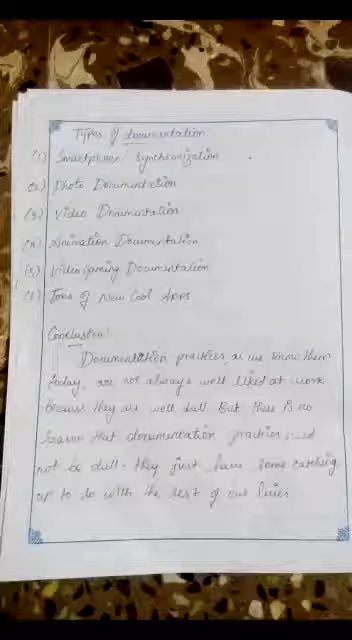 Types of documentation.
(1) Smartphone Synchronization
(2) Photo Documentation
(3) Video Documentation
(4) Animation Documentation
(5) Videogaming Documentation
(6) Tons of New Cool Apps
Conclusion:
Documentation practices, as we know them
today, are not always well liked at work
because they are well dull. But there is no
reason that documentation practices need
not be dull. They just have some catching
up to do with the rest of our lives